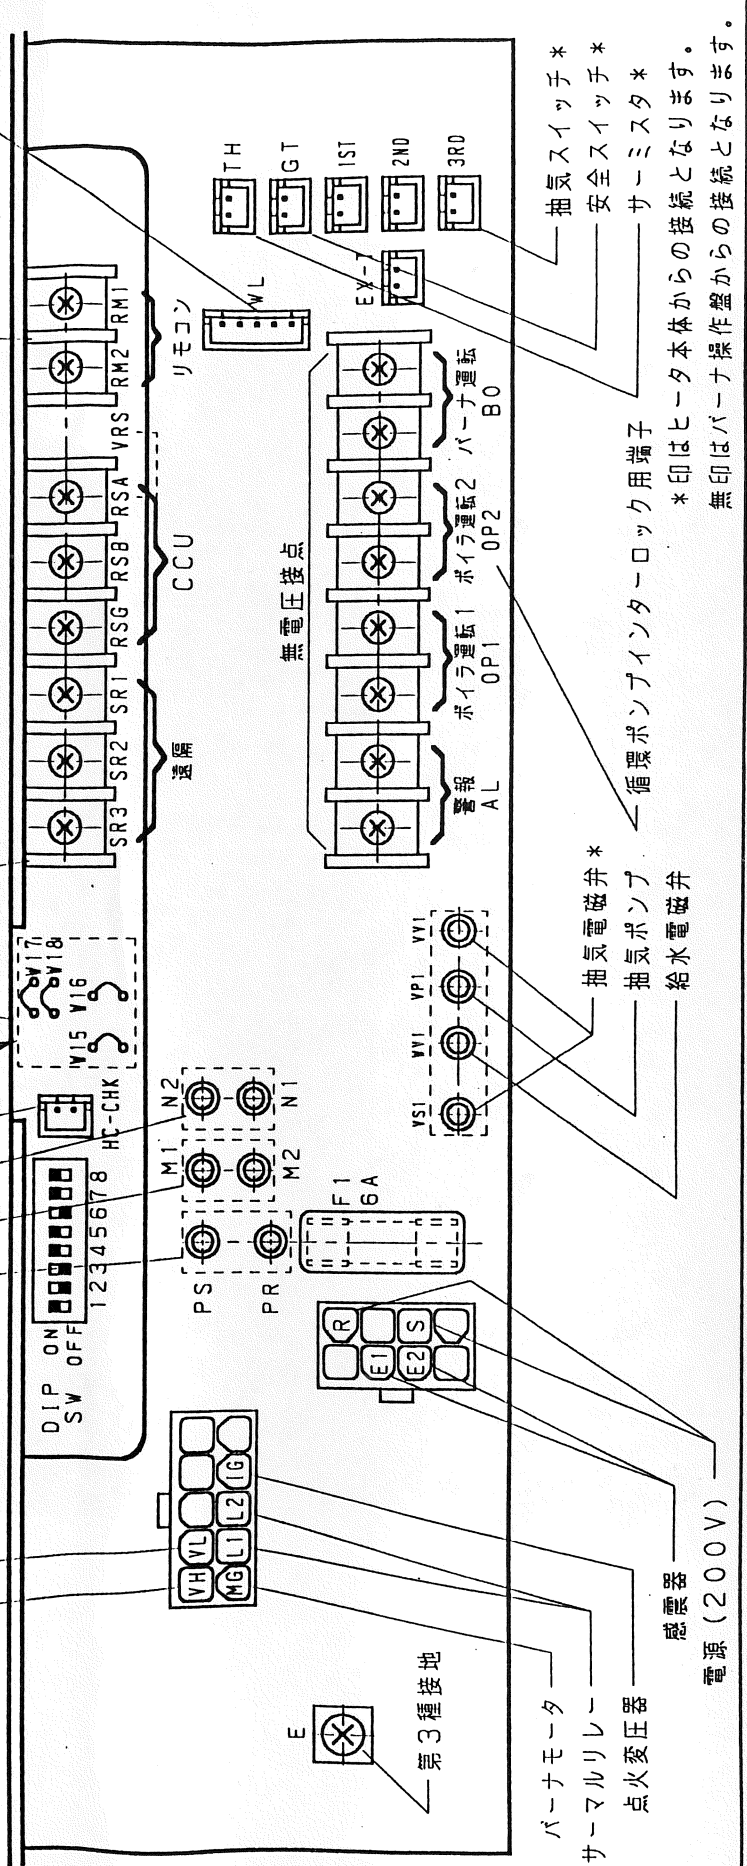 DIP ON
SW OFF
12345678
HC-CHK
W15
W16
W17
W18
SR3
SR2
SR1
RSG
RSB
RSA
VRS
RM2
RM1
遠隔
CCU
リモコン
M1
N2
PS
PR
M2
N1
F1
6A
WL
TH
GT
1ST
2ND
3RD
無電圧接点
警報
AL
ボイラ運転1
OP1
ボイラ運転2
OP2
バーナ運転
BO
VH
VL
MG
L1
L2
IG
R
E1
S
E2
VS1
WV1
VP1
VV1
E
第3種接地
バーナモータ
サーマルリレー
点火変圧器
感震器
電源(200V)
抽気電磁弁*
抽気ポンプ
給水電磁弁
循環ポンプインターロック用端子
抽気スイッチ*
安全スイッチ*
サーミスタ*
*印はヒータ本体からの接続となります。
無印はバーナ操作盤からの接続となります。